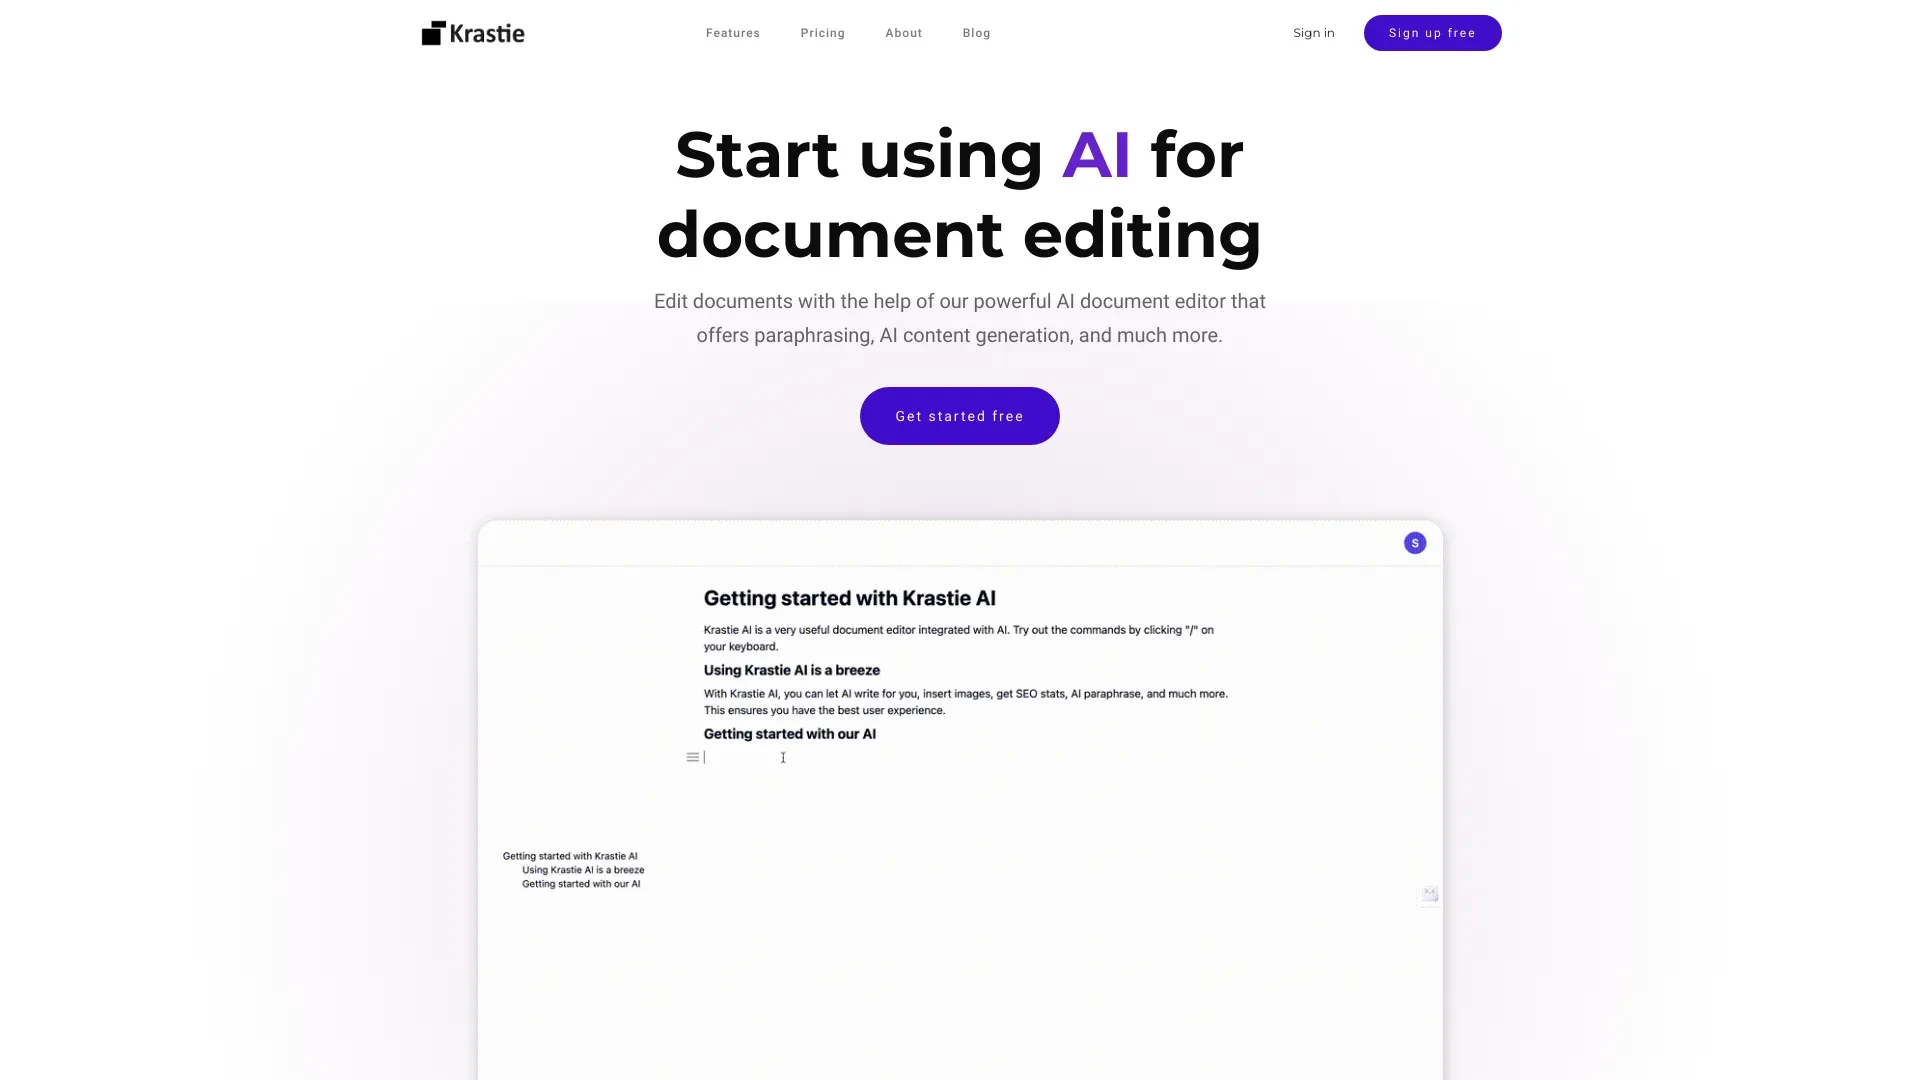 Krastie
Features
Pricing
About
Blog
Sign in
Sign up free
Start using AI for
document editing
Edit documents with the help of our powerful AI document editor that
offers paraphrasing, AI content generation, and much more.
Get started free
S
Getting started with Krastie AI
Krastie AI is a very useful document editor integrated with AI. Try out the commands by clicking "/" on
your keyboard.
Using Krastie AI is a breeze
With Krastie AI, you can let AI write for you, insert images, get SEO stats, AI paraphrase, and much more.
This ensures you have the best user experience.
Getting started with our AI
Getting started with Krastie AI
Using Krastie AI is a breeze
Getting started with our AI